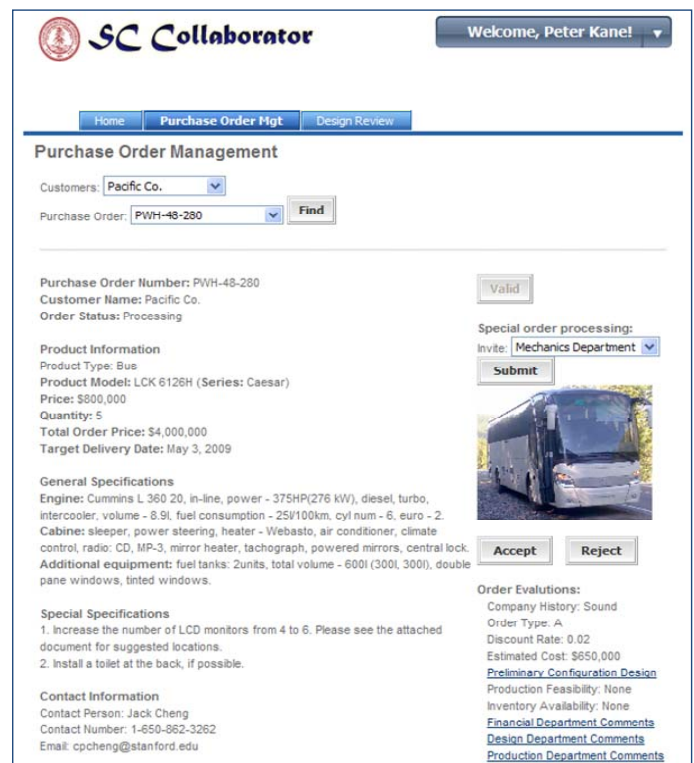 SC Collaborator
Welcome, Peter Kane!
Home Purchase Order Mgt Design Review
Purchase Order Management
Customers: Pacific Co.
Purchase Order: PWH-48-280 Find
Purchase Order Number: PWH-48-280
Customer Name: Pacific Co.
Order Status: Processing
Product Information
Product Type: Bus
Product Model: LCK 6126H (Series: Caesar)
Price: $800,000
Quantity: 5
Total Order Price: $4,000,000
Target Delivery Date: May 3, 2009
General Specifications
Engine: Cummins L 360 20, in-line, power - 375HP(276 kW), diesel, turbo,
intercooler, volume - 8.9l, fuel consumption - 25l/100km, cyl num - 6, euro - 2.
Cabine: sleeper, power steering, heater - Webasto, air conditioner, climate
control, radio: CD, MP-3, mirror heater, tachograph, powered mirrors, central lock.
Additional equipment: fuel tanks: 2units, total volume - 600l (300l, 300l), double
pane windows, tinted windows.
Special Specifications
1. Increase the number of LCD monitors from 4 to 6. Please see the attached
document for suggested locations.
2. Install a toilet at the back, if possible.
Contact Information
Contact Person: Jack Cheng
Contact Number: 1-650-862-3262
Email: cpcheng@stanford.edu
Valid
Special order processing:
Invite: Mechanics Department
Submit
Accept Reject
Order Evalutions:
Company History: Sound
Order Type: A
Discount Rate: 0.02
Estimated Cost: $650,000
Preliminary Configuration Design
Production Feasibility: None
Inventory Availability: None
Financial Department Comments
Design Department Comments
Production Department Comments